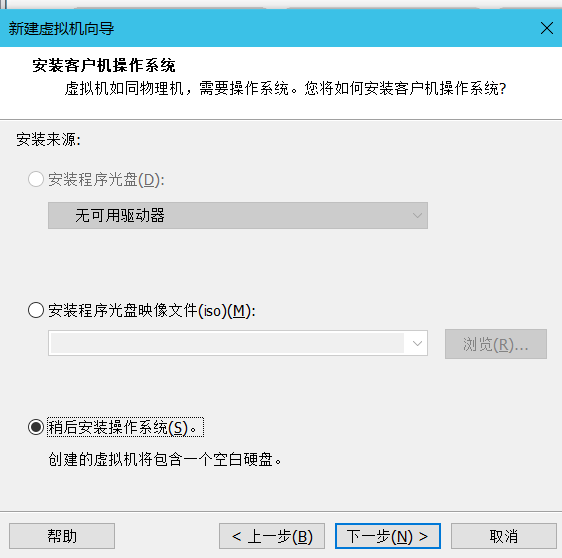 新建虚拟机向导
安装客户机操作系统
虚拟机如同物理机，需要操作系统。您将如何安装客户机操作系统?
安装来源:
安装程序光盘(D):
无可用驱动器
安装程序光盘映像文件(iso)(M):
浏览(R)...
稍后安装操作系统(S)。
创建的虚拟机将包含一个空白硬盘。
帮助 < 上一步(B) 下一步(N) > 取消